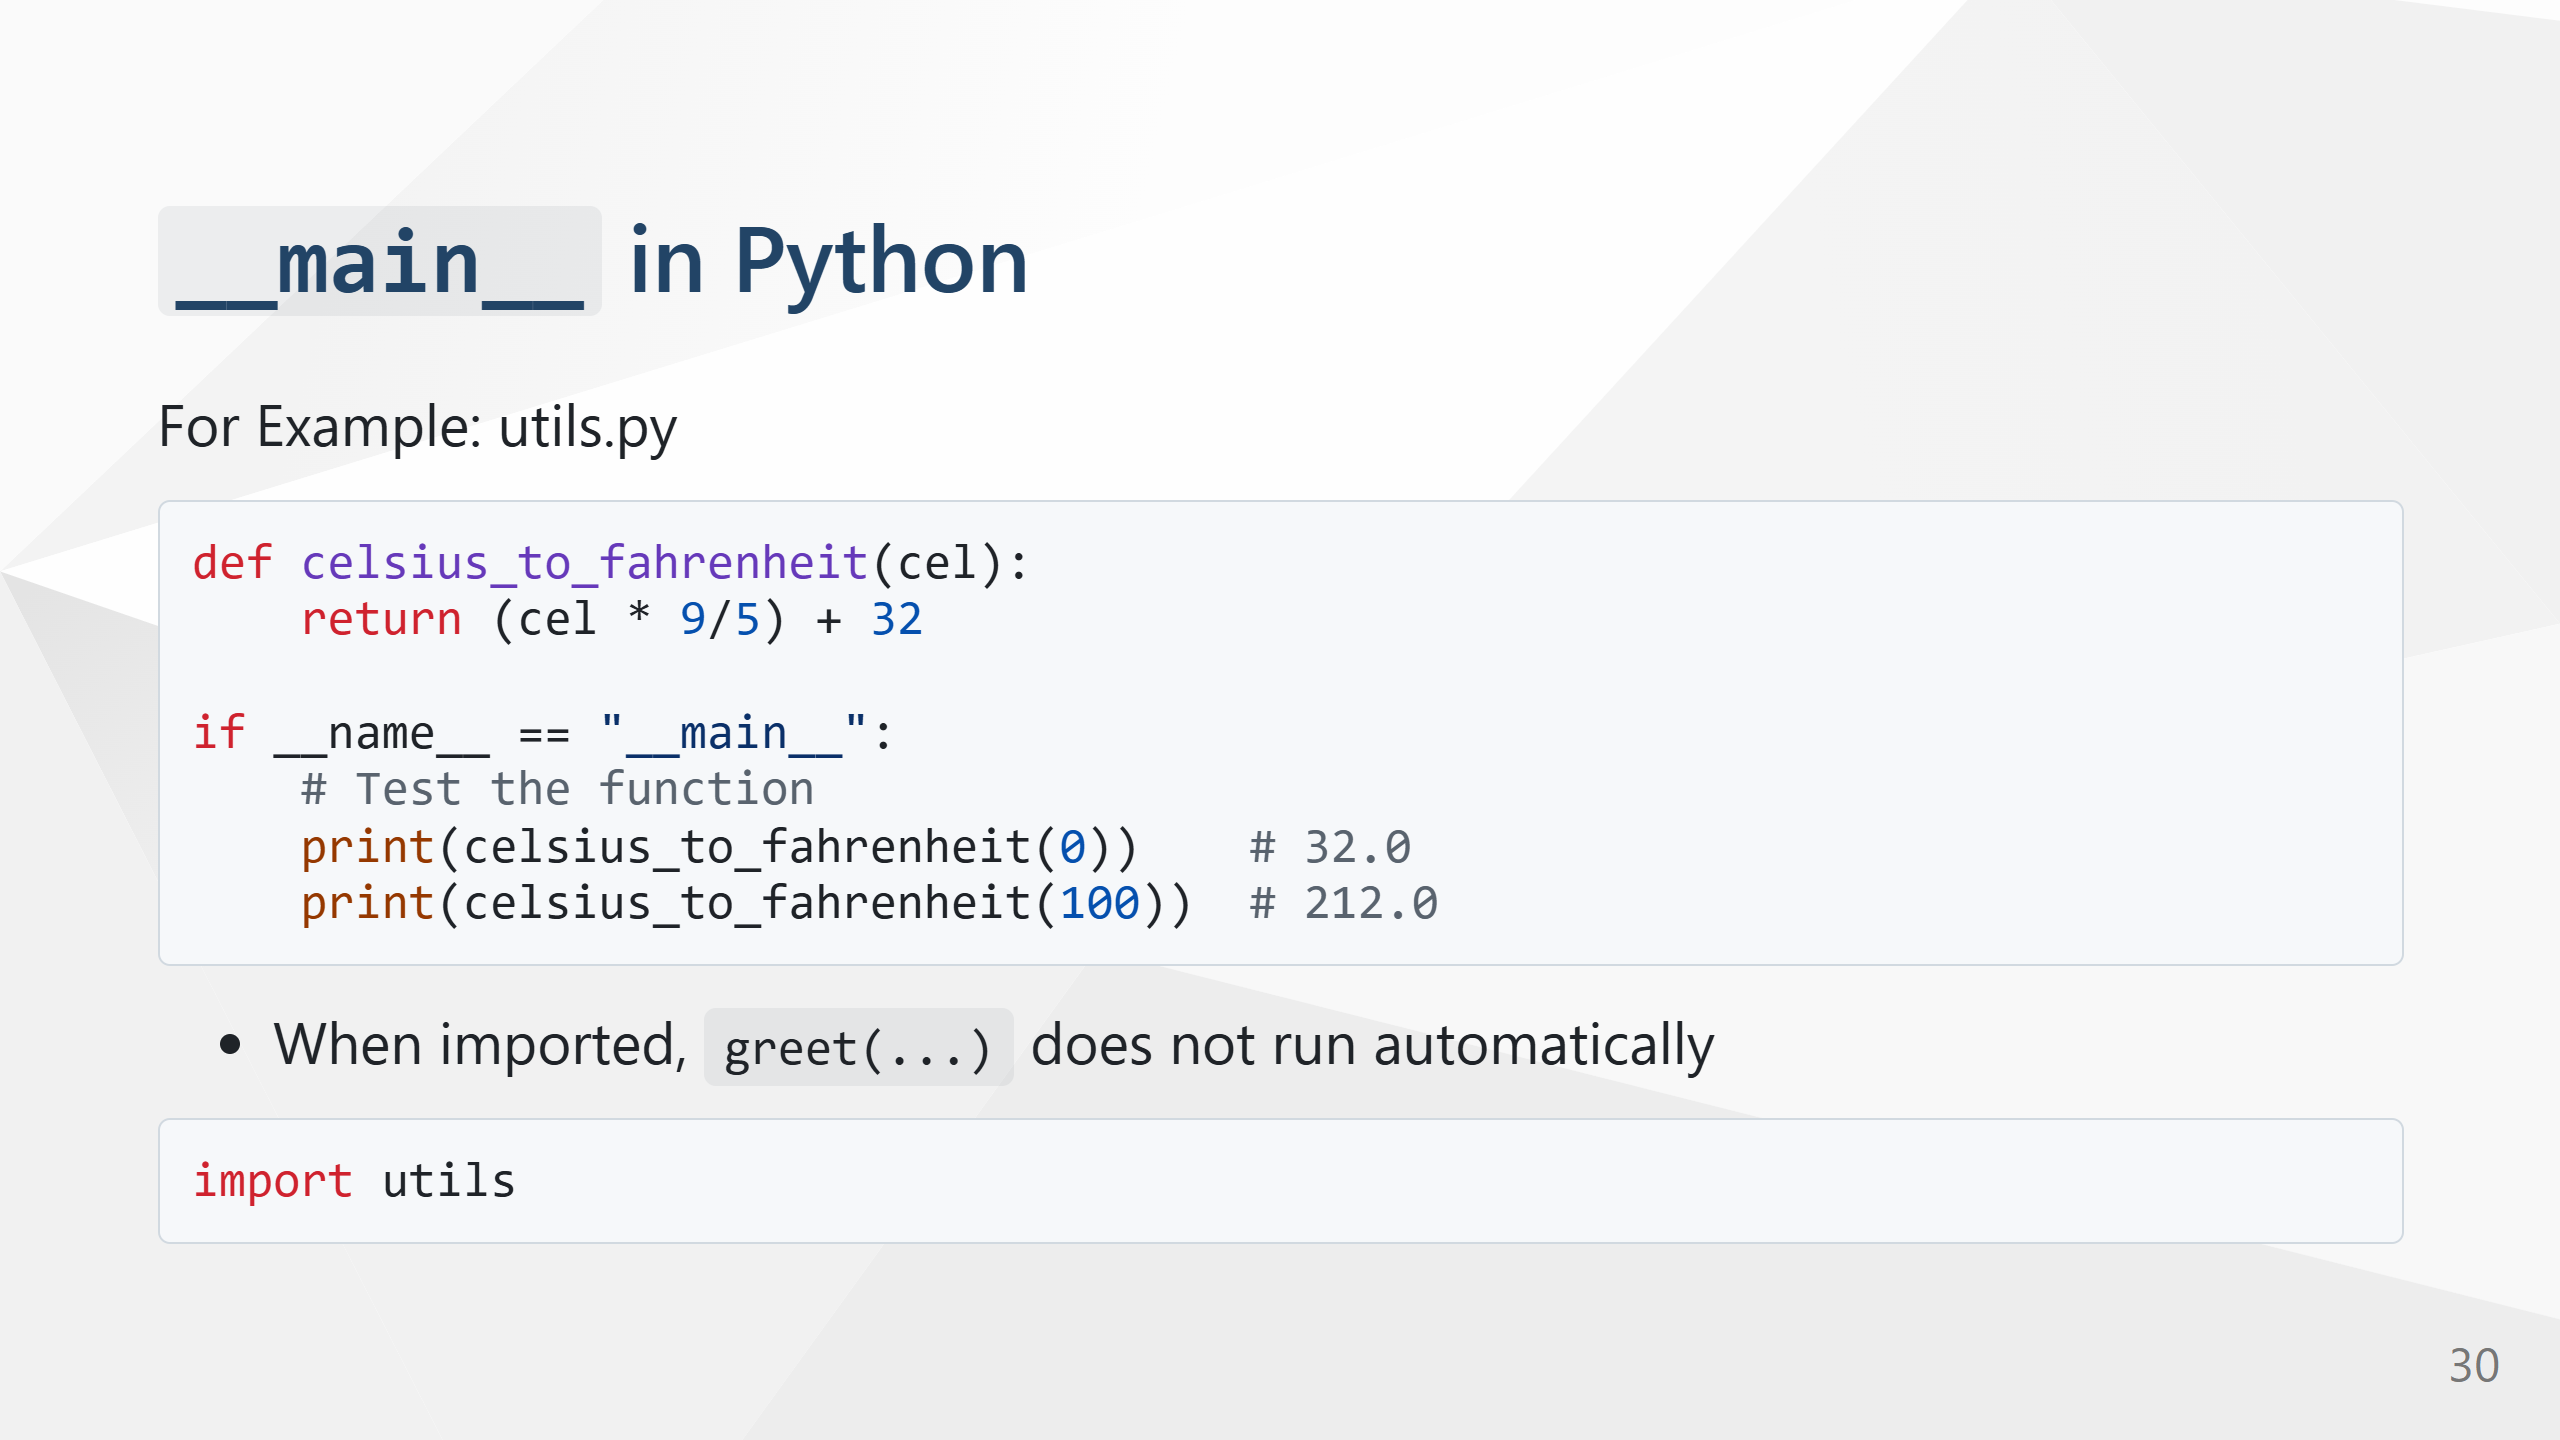 __main__ in Python
For Example: utils.py
def celsius_to_fahrenheit(cel):
    return (cel * 9/5) + 32

if __name__ == "__main__":
    # Test the function
    print(celsius_to_fahrenheit(0))    # 32.0
    print(celsius_to_fahrenheit(100))  # 212.0
• When imported, greet(...) does not run automatically
import utils
30